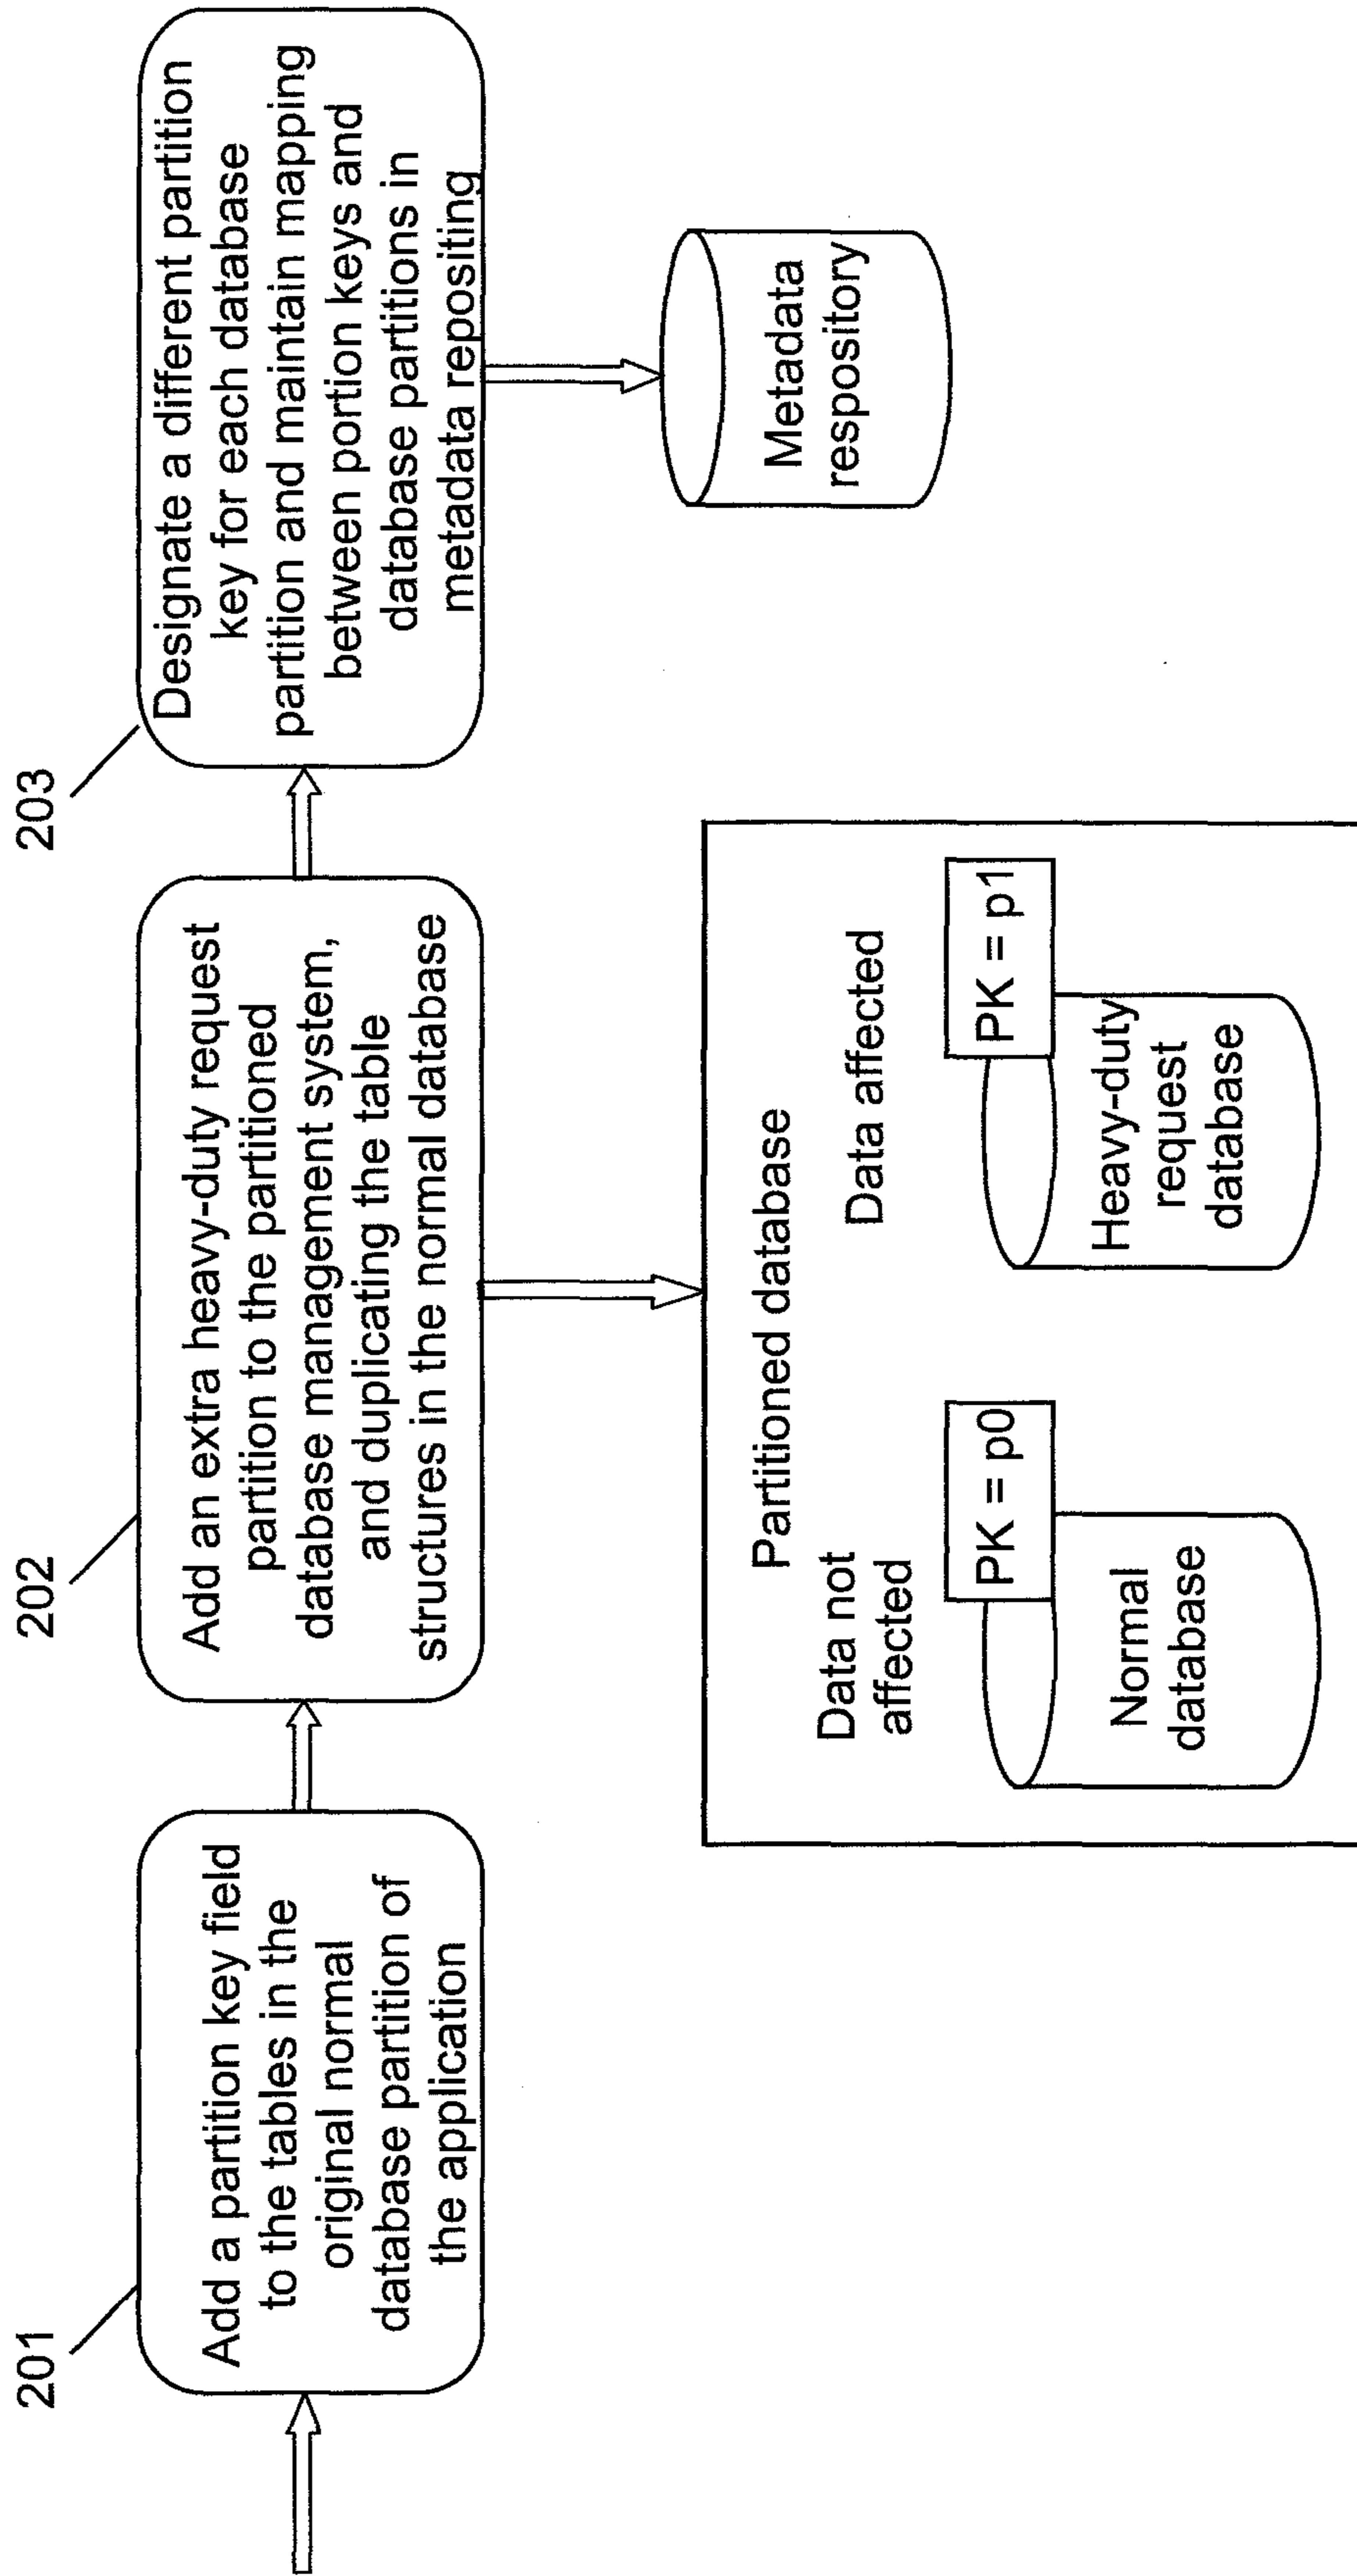 201
Add a partition key field
to the tables in the
original normal
database partition of
the application
202
Add an extra heavy-duty request
partition to the partitioned
database management system,
and duplicating the table
structures in the normal database
203
Designate a different partition
key for each database
partition and maintain mapping
between portion keys and
database partitions in
metadata repositing
Partitioned database
Data not
affected
PK = p0
Normal
database
Data affected
PK = p1
Heavy-duty
request
database
Metadata
respository